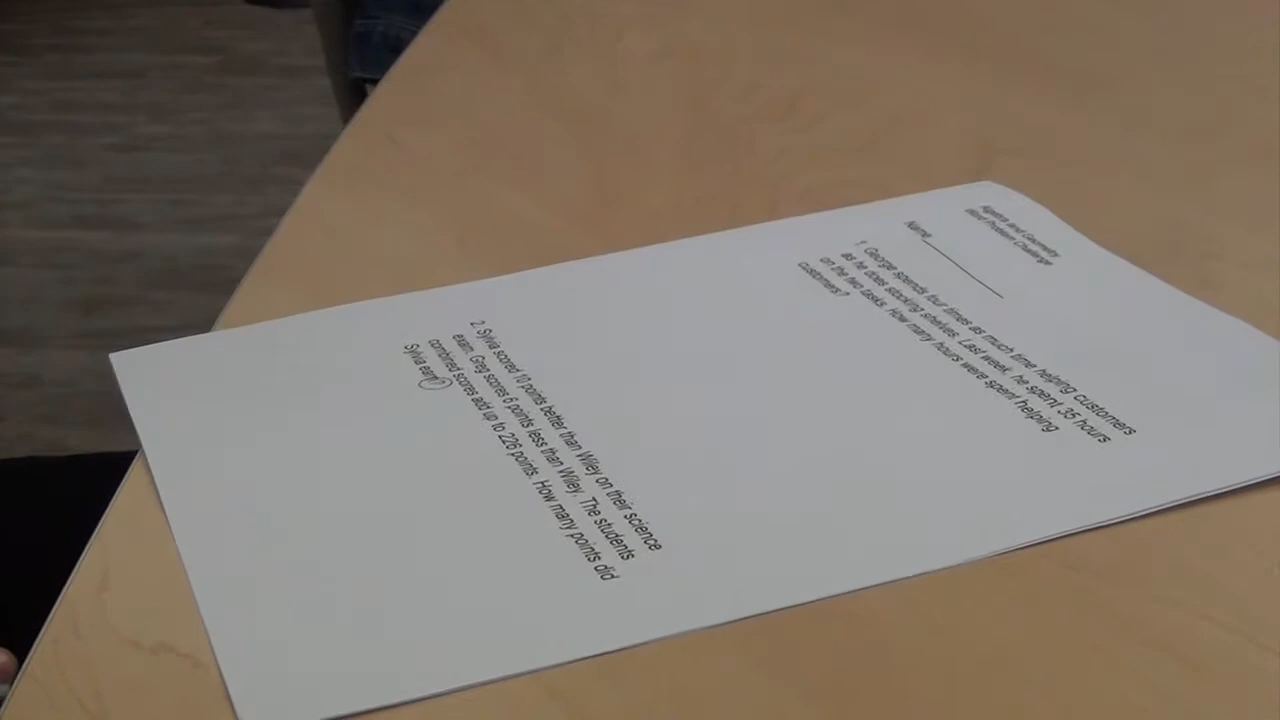 Algebra and Geometry
Word Problem Challenge
Name
1. George spends four times as much time helping customers
as he does stocking shelves. Last week, he spent 35 hours
on the two tasks. How many hours were spent helping
customers?
2. Sylvia scored 10 points better than Wiley on their science
exam. Greg scores 6 points less than Wiley. The students
combined scores add up to 226 points. How many points did
Sylvia earn